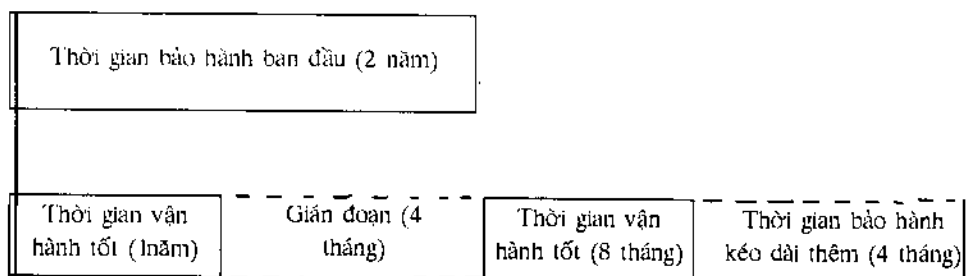 Thời gian bảo hành ban đầu (2 năm)
Thời gian vận
hành tốt (1năm)
Gián đoạn (4
tháng)
Thời gian vận
hành tốt (8 tháng)
Thời gian bảo hành
kéo dài thêm (4 tháng)